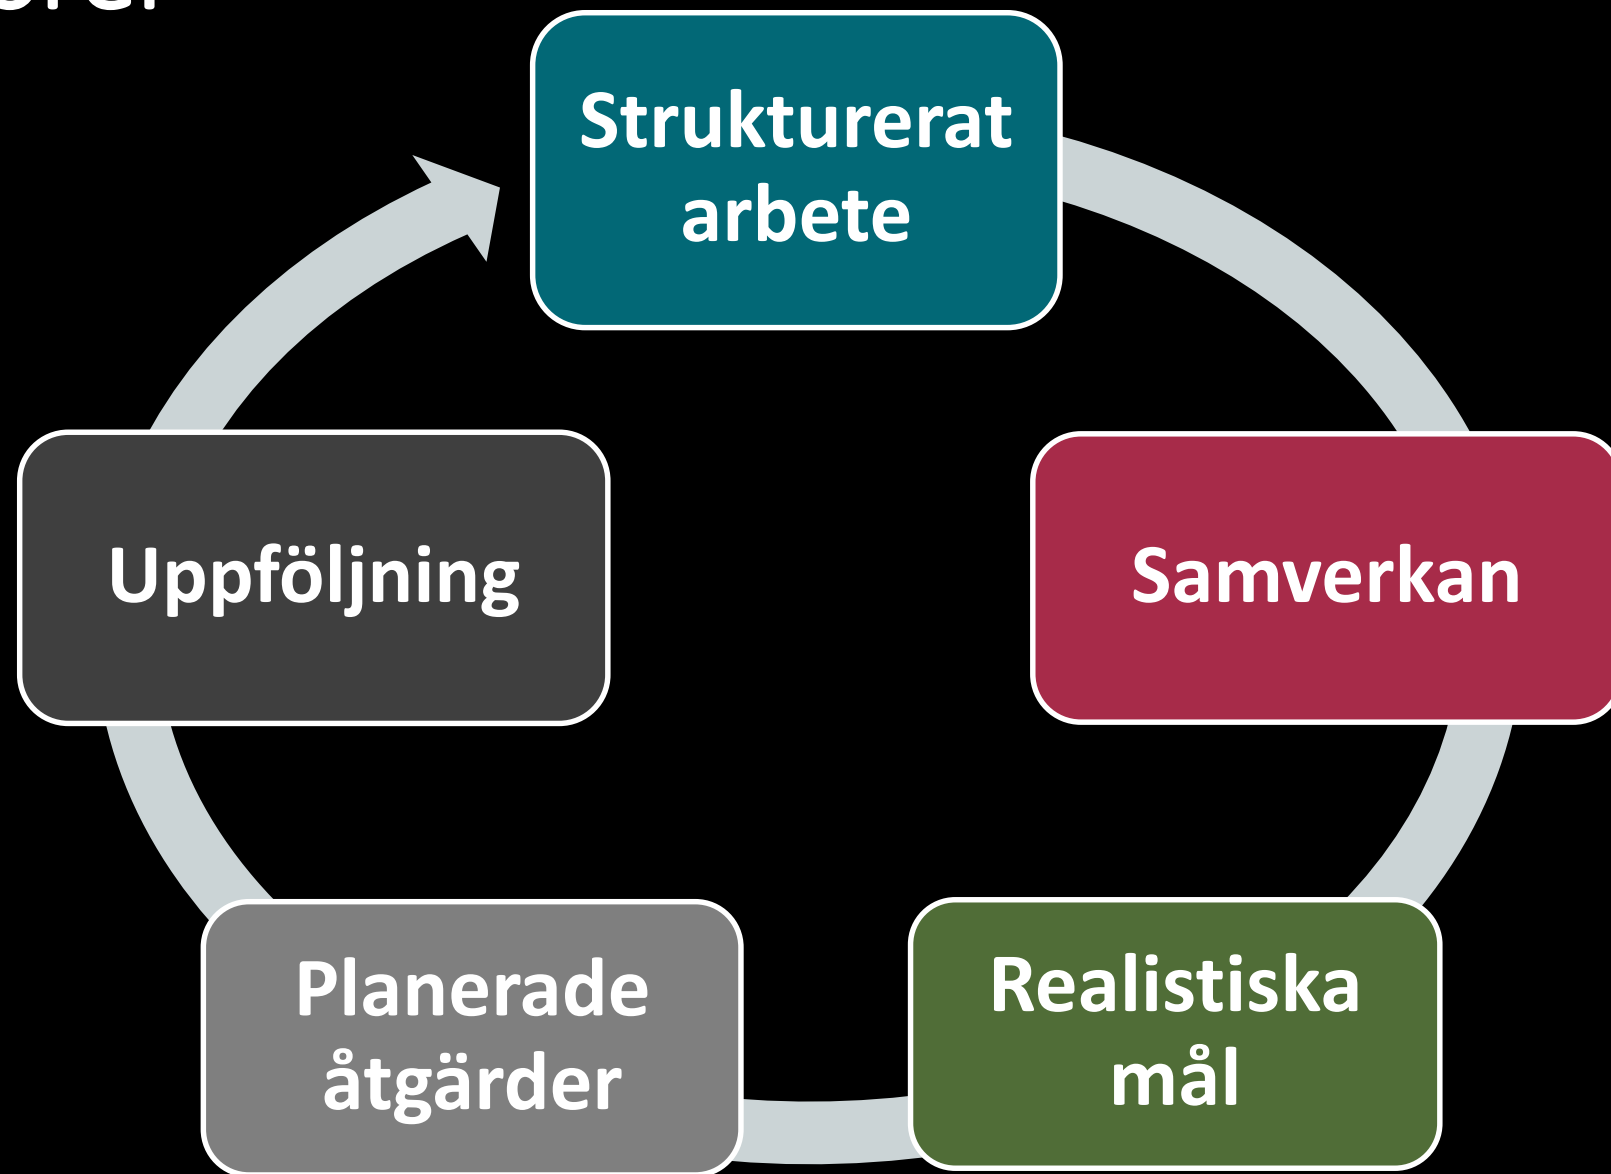 Strukturerat
arbete
Samverkan
Realistiska
mål
Planerade
åtgärder
Uppföljning